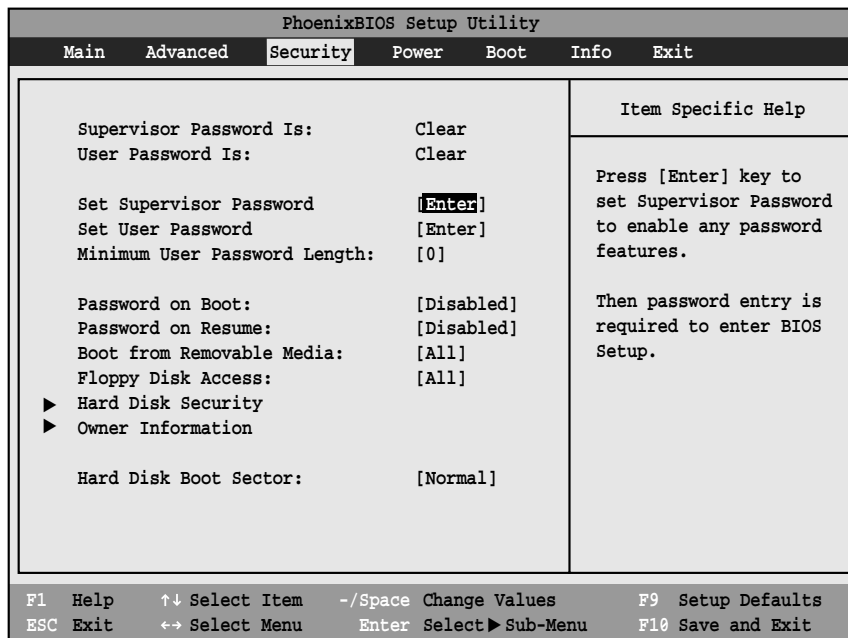 PhoenixBIOS Setup Utility
Main Advanced Security Power Boot Info Exit
Supervisor Password Is: Clear
User Password Is: Clear
Set Supervisor Password [Enter]
Set User Password [Enter]
Minimum User Password Length: [0]
Password on Boot: [Disabled]
Password on Resume: [Disabled]
Boot from Removable Media: [All]
Floppy Disk Access: [All]
▶ Hard Disk Security
▶ Owner Information
Hard Disk Boot Sector: [Normal]
Item Specific Help
Press [Enter] key to
set Supervisor Password
to enable any password
features.
Then password entry is
required to enter BIOS
Setup.
F1 Help ↑↓ Select Item -/Space Change Values F9 Setup Defaults
ESC Exit ←→ Select Menu Enter Select ▶ Sub-Menu F10 Save and Exit